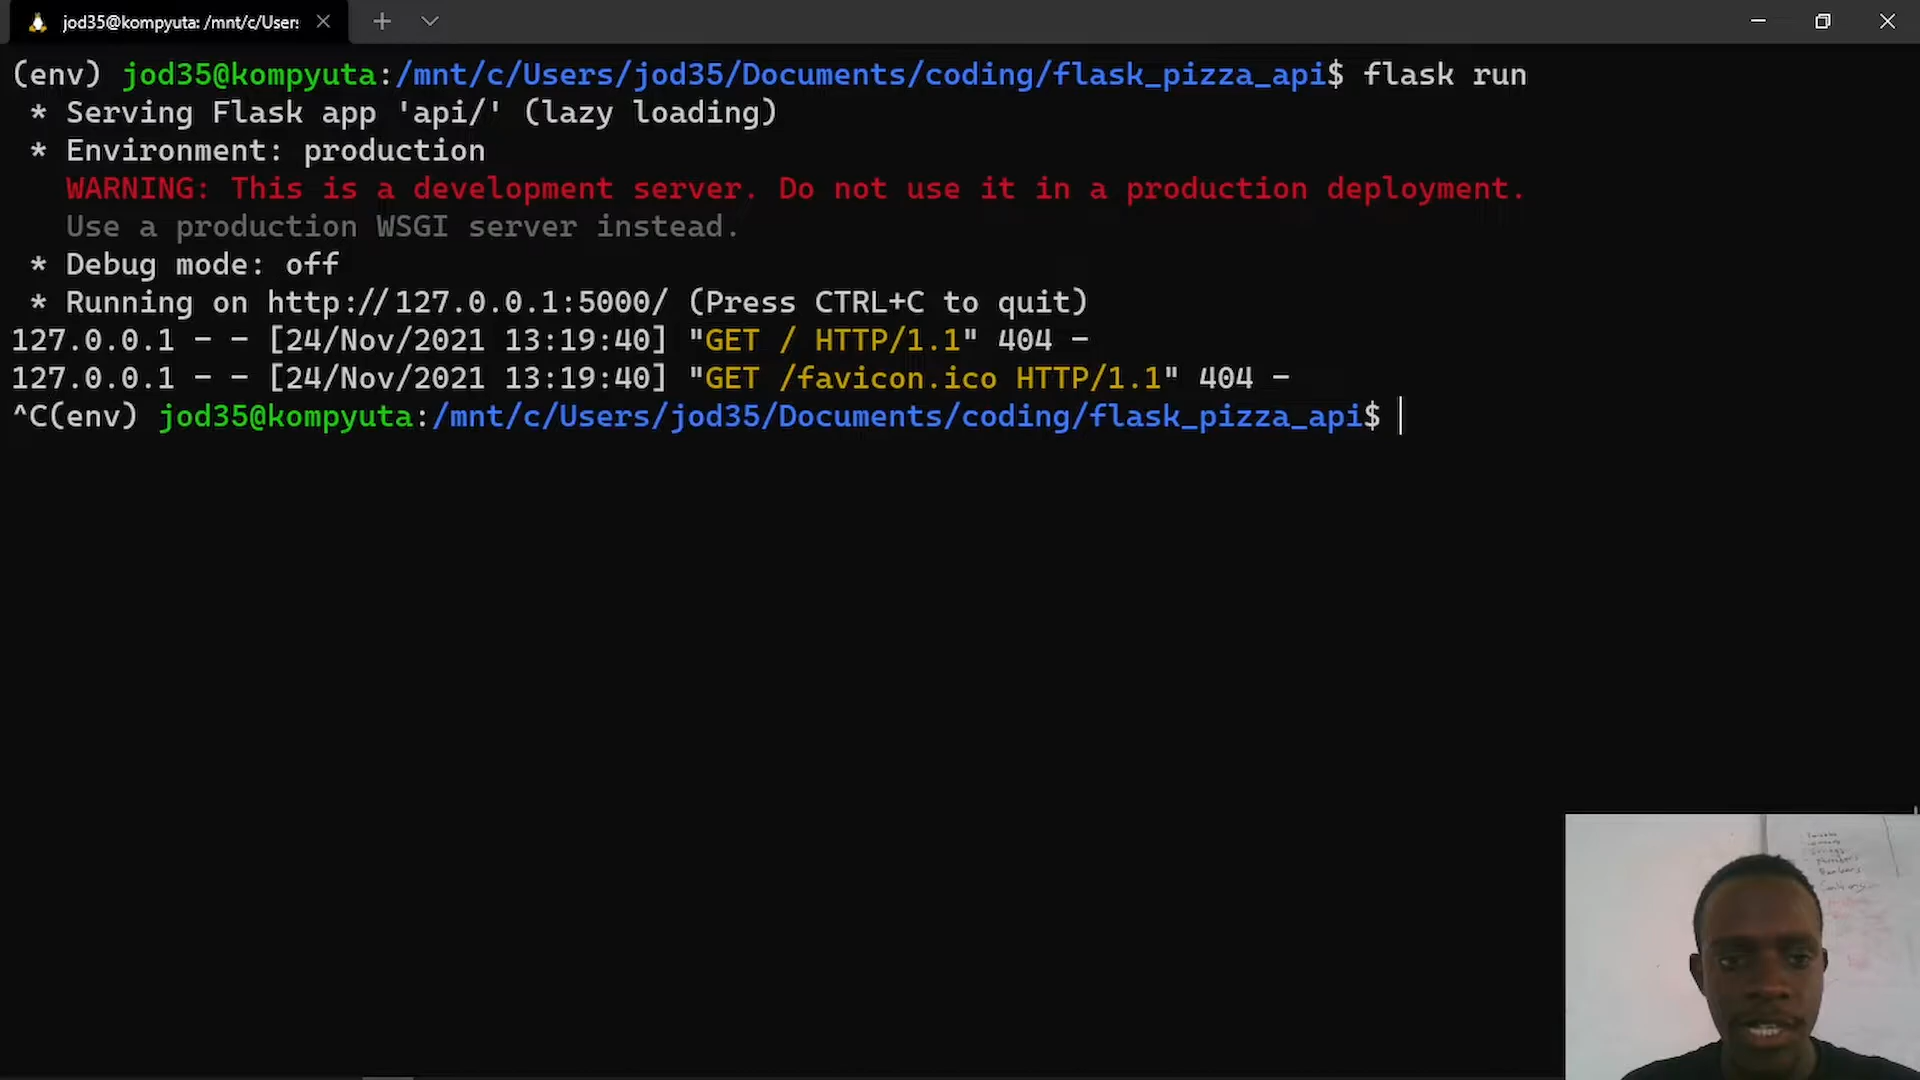 jod35@kompyuta: /mnt/c/User:
(env) jod35@kompyuta:/mnt/c/Users/jod35/Documents/coding/flask_pizza_api$ flask run
 * Serving Flask app 'api/' (lazy loading)
 * Environment: production
   WARNING: This is a development server. Do not use it in a production deployment.
   Use a production WSGI server instead.
 * Debug mode: off
 * Running on http://127.0.0.1:5000/ (Press CTRL+C to quit)
127.0.0.1 - - [24/Nov/2021 13:19:40] "GET / HTTP/1.1" 404 -
127.0.0.1 - - [24/Nov/2021 13:19:40] "GET /favicon.ico HTTP/1.1" 404 -
^C(env) jod35@kompyuta:/mnt/c/Users/jod35/Documents/coding/flask_pizza_api$